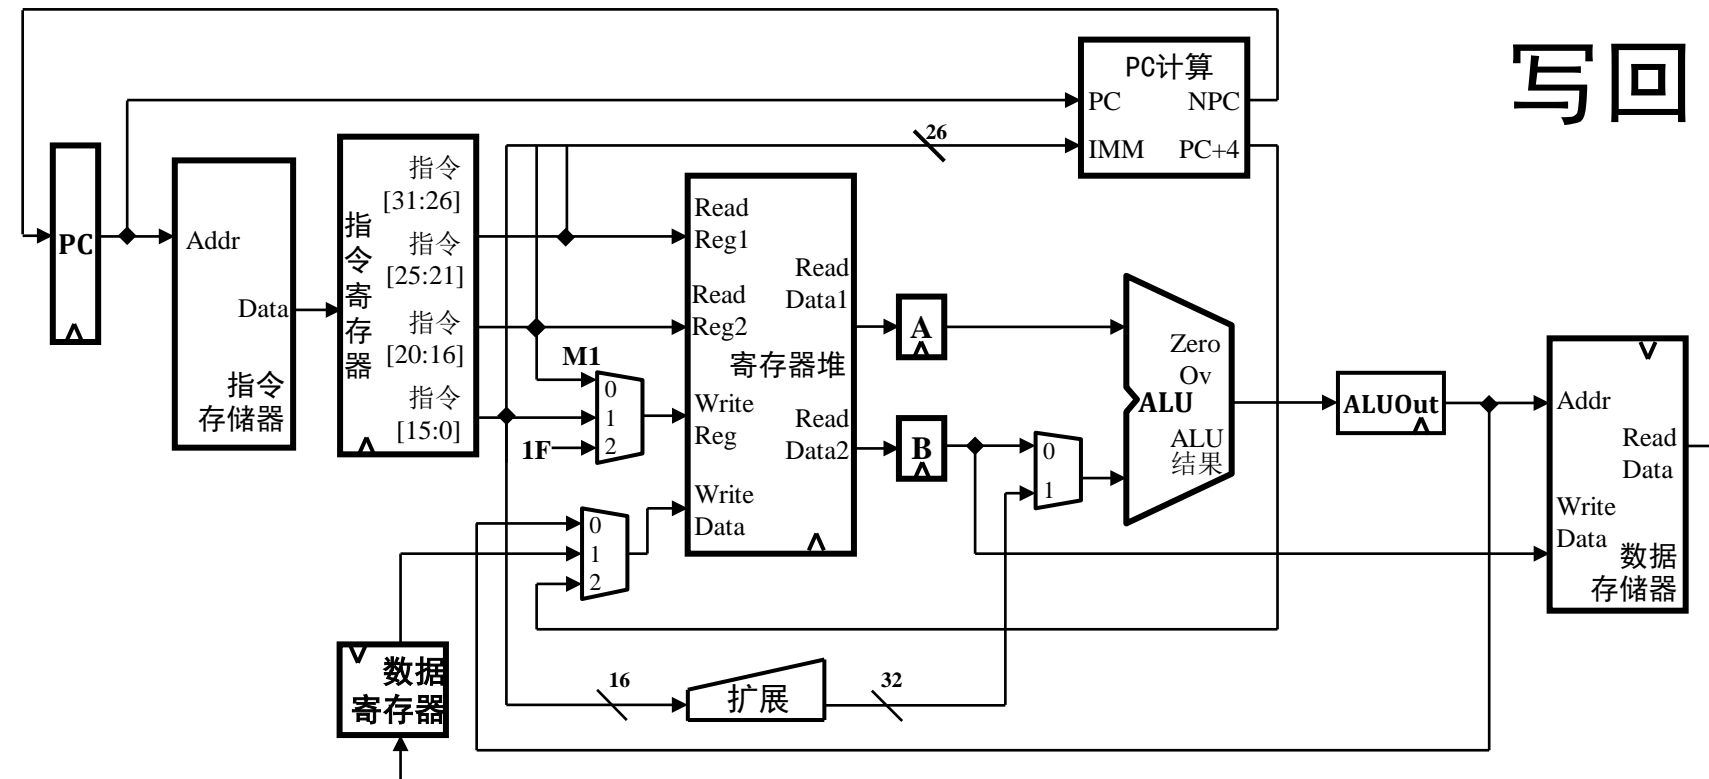 写回
PC计算
PC
NPC
IMM
PC+4
26
PC
Addr
Data
指令
存储器
指令寄存器
指令
[31:26]
指令
[25:21]
指令
[20:16]
指令
[15:0]
M1
0
1
2
1F
Read
Reg1
Read
Reg2
Write
Reg
Write
Data
Read
Data1
寄存器堆
Read
Data2
0
1
2
A
B
0
1
Zero
Ov
ALU
ALU
结果
ALUOut
Addr
Read
Data
Write
Data
数据
存储器
数据
寄存器
16
扩展
32